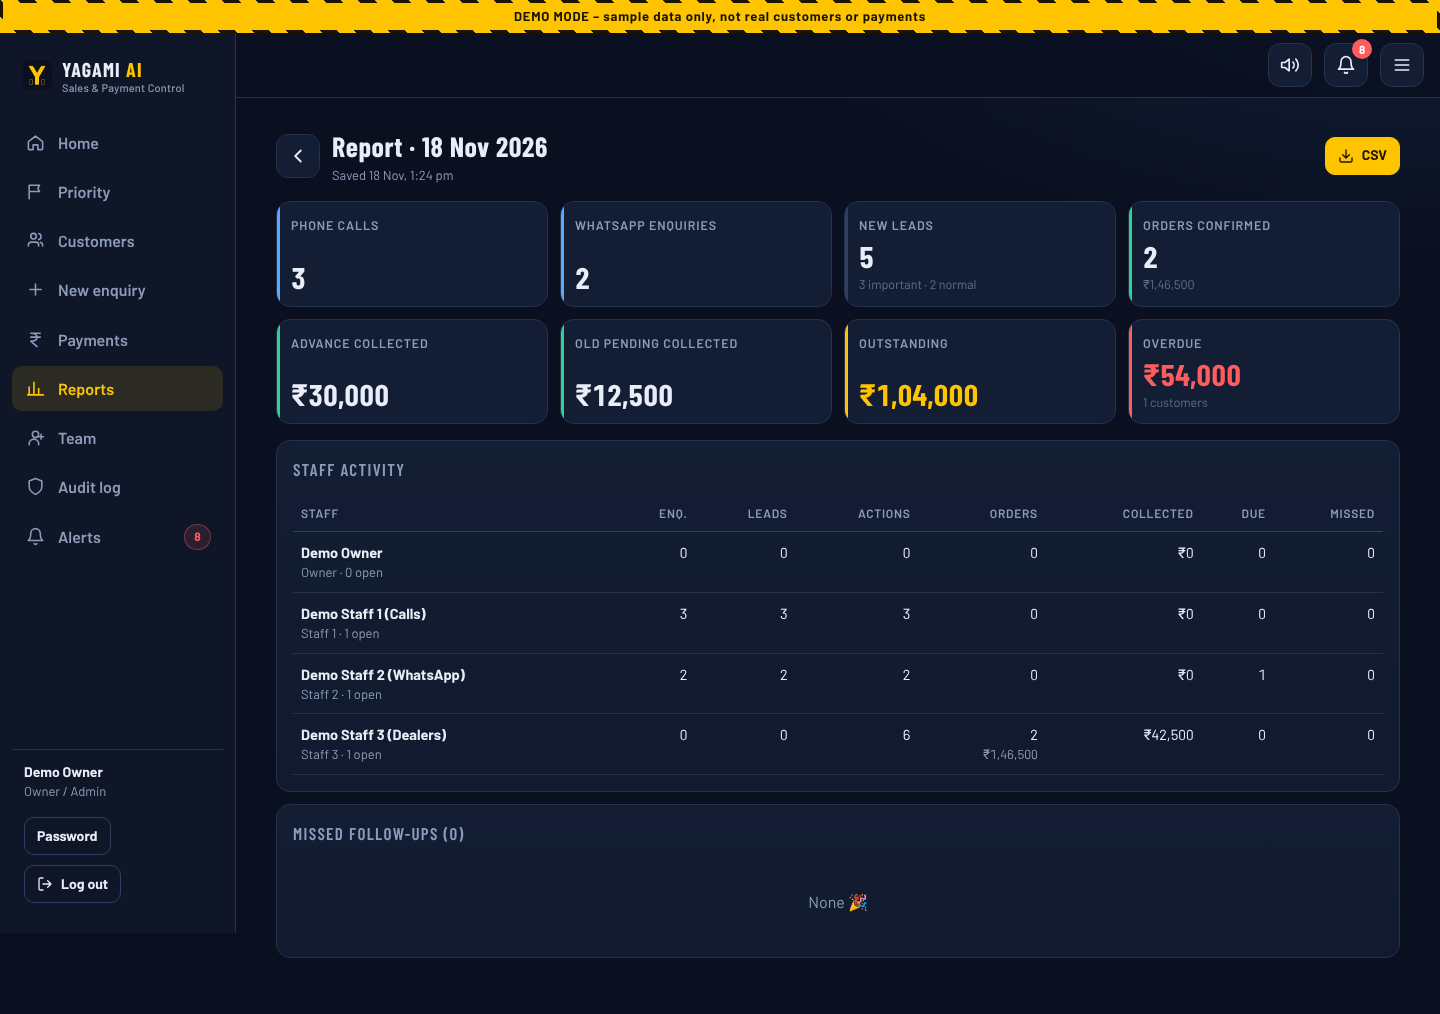 DEMO MODE – sample data only, not real customers or payments
YAGAMI AI
Sales & Payment Control
8
Home
Priority
Customers
New enquiry
Payments
Reports
Team
Audit log
Alerts
8
Demo Owner
Owner / Admin
Password
Log out
Report · 18 Nov 2026
Saved 18 Nov, 1:24 pm
CSV
PHONE CALLS
3
WHATSAPP ENQUIRIES
2
NEW LEADS
5
3 important · 2 normal
ORDERS CONFIRMED
2
₹1,46,500
ADVANCE COLLECTED
₹30,000
OLD PENDING COLLECTED
₹12,500
OUTSTANDING
₹1,04,000
OVERDUE
₹54,000
1 customers
STAFF ACTIVITY
STAFF ENQ. LEADS ACTIONS ORDERS COLLECTED DUE MISSED
Demo Owner 0 0 0 0 ₹0 0 0
Owner · 0 open
Demo Staff 1 (Calls) 3 3 3 0 ₹0 0 0
Staff 1 · 1 open
Demo Staff 2 (WhatsApp) 2 2 2 0 ₹0 1 0
Staff 2 · 1 open
Demo Staff 3 (Dealers) 0 0 6 2 ₹42,500 0 0
Staff 3 · 1 open ₹1,46,500
MISSED FOLLOW-UPS (0)
None 🎉